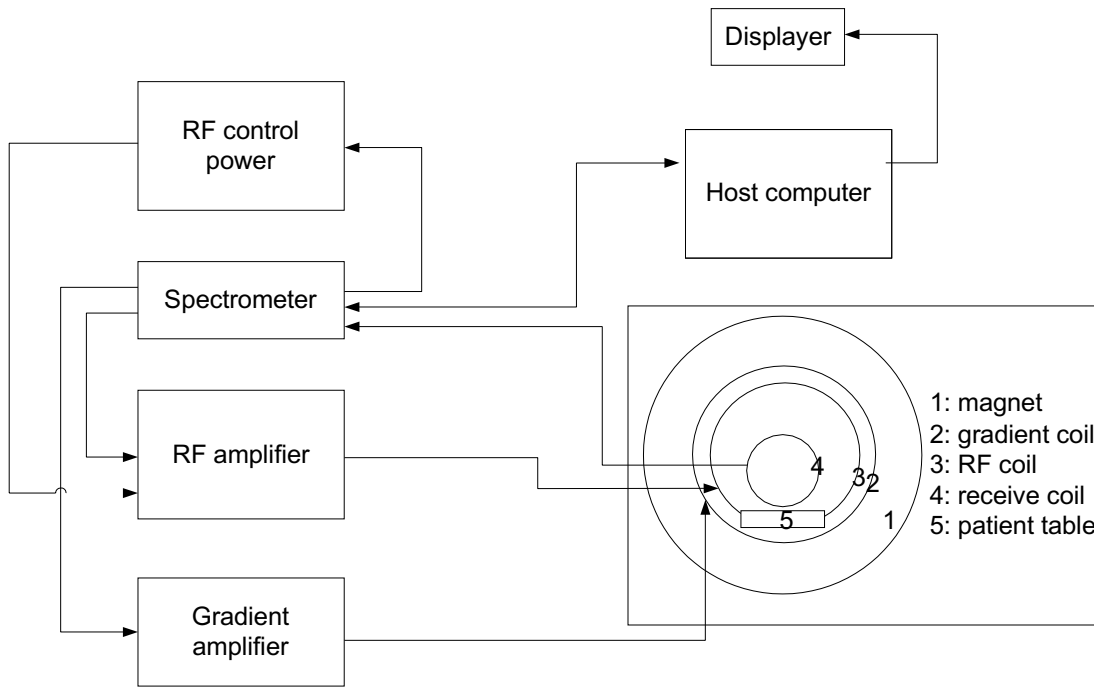 Displayer
RF control
power
Host computer
Spectrometer
RF amplifier
Gradient
amplifier
4
3
2
5
1
1: magnet
2: gradient coil
3: RF coil
4: receive coil
5: patient table